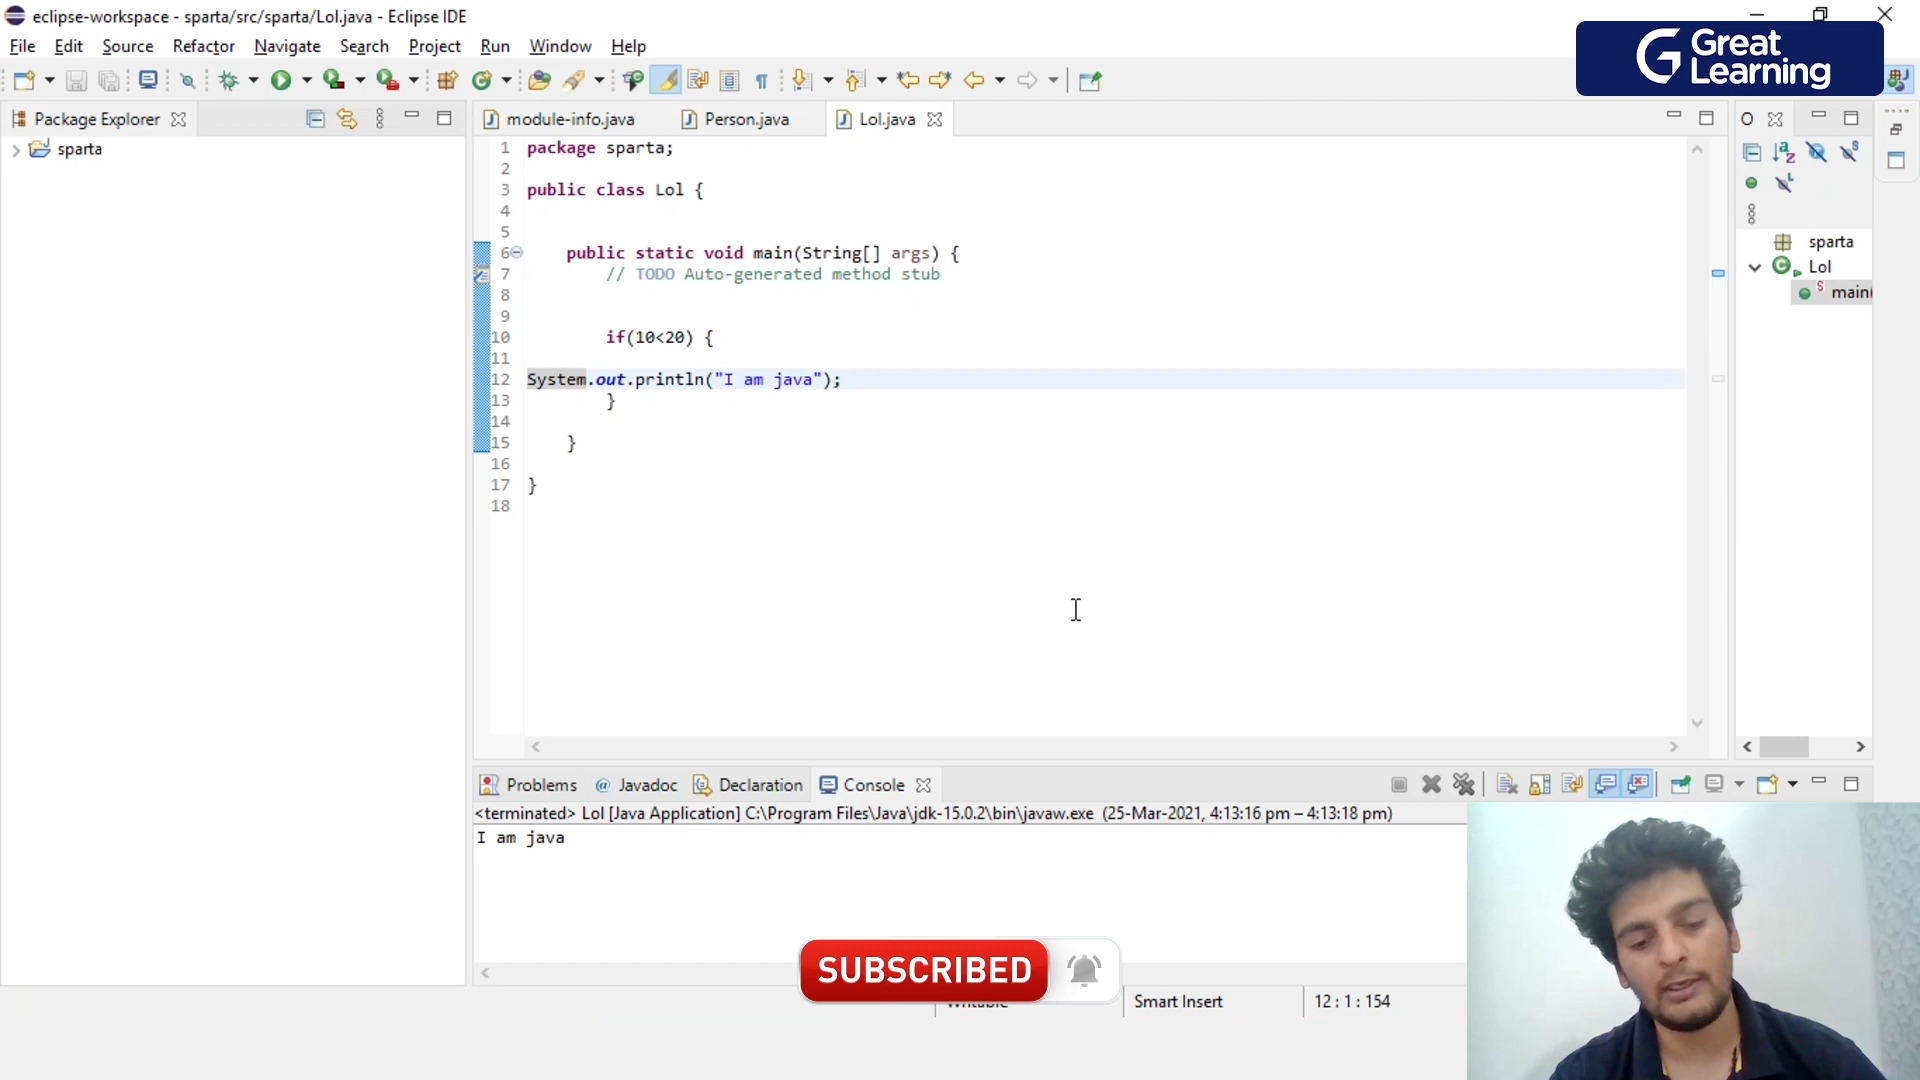 eclipse-workspace - sparta/src/sparta/Lol.java - Eclipse IDE
File Edit Source Refactor Navigate Search Project Run Window Help
Great
Learning
Package Explorer
sparta
module-info.java Person.java Lol.java
1 package sparta;
2
3 public class Lol {
4
5
6 public static void main(String[] args) {
7 // TODO Auto-generated method stub
8
9
10 if(10<20) {
11
12 System.out.println("I am java");
13 }
14
15 }
16
17 }
18
O
sparta
Lol
main(
Problems Javadoc Declaration Console
<terminated> Lol [Java Application] C:\Program Files\Java\jdk-15.0.2\bin\javaw.exe (25-Mar-2021, 4:13:16 pm – 4:13:18 pm)
I am java
SUBSCRIBED
Writable Smart Insert 12 : 1 : 154